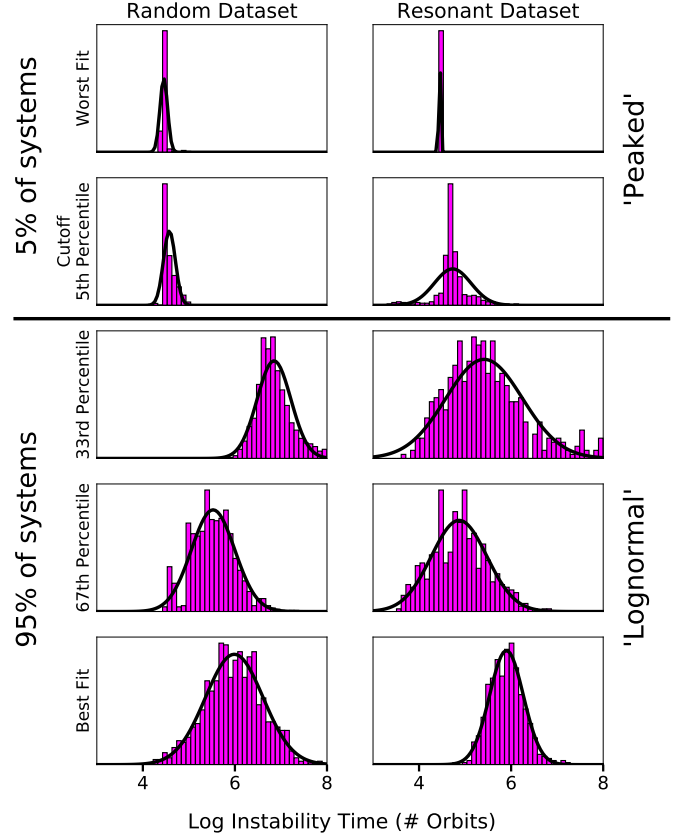 Random Dataset
Resonant Dataset
5% of systems
Worst Fit
'Peaked'
Cutoff
5th Percentile
95% of systems
33rd Percentile
67th Percentile
'Lognormal'
Best Fit
4 6 8
4 6 8
Log Instability Time (# Orbits)